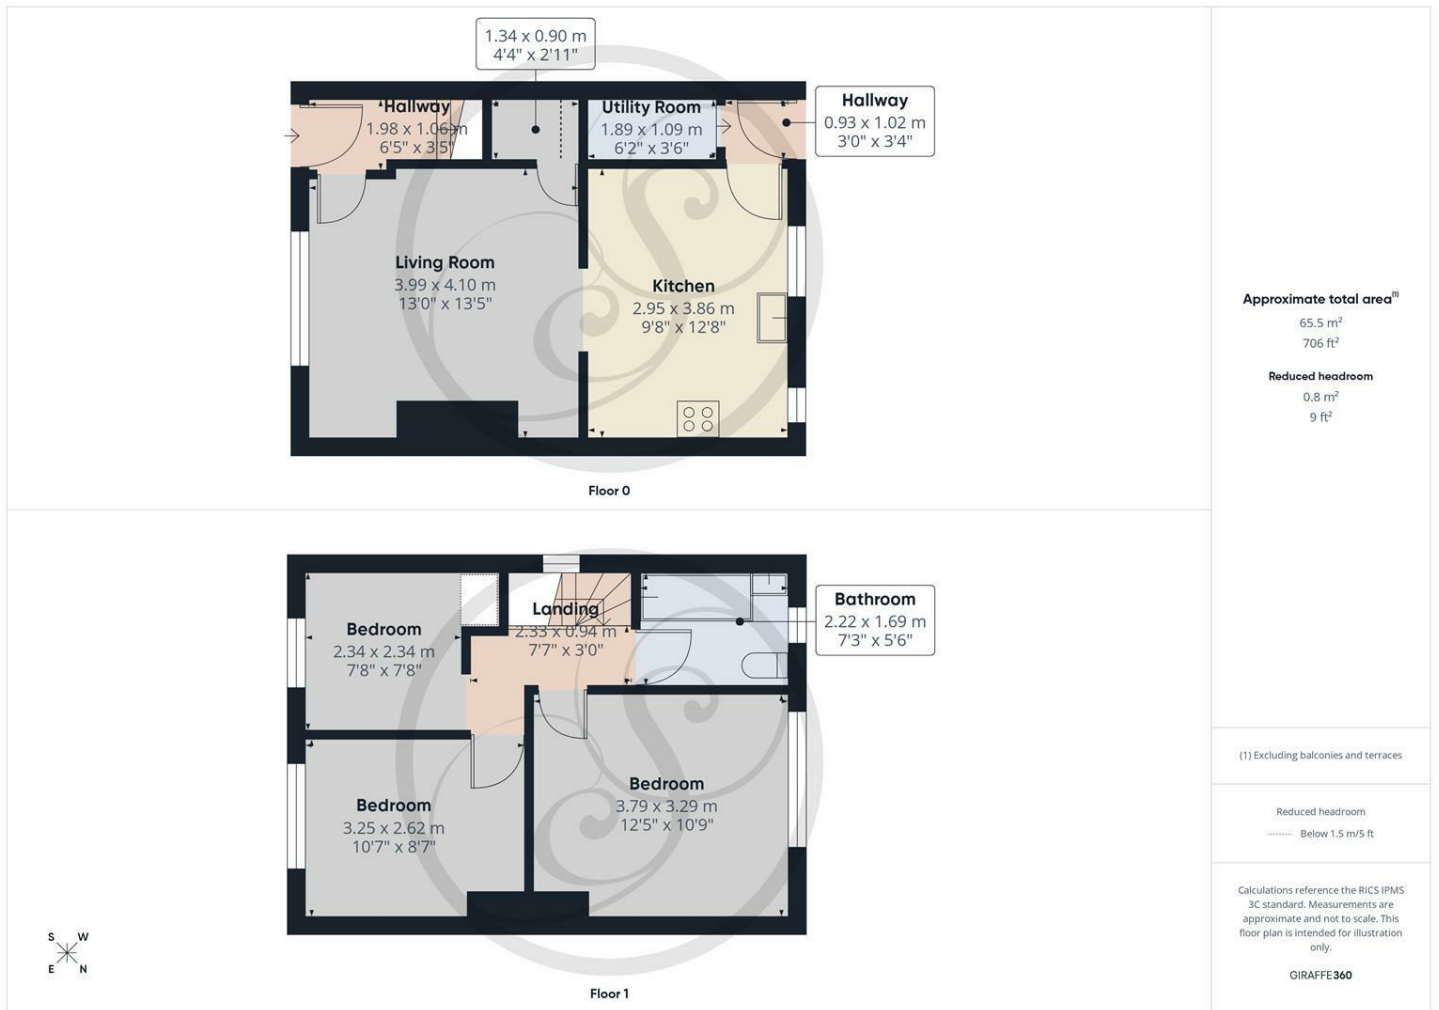 1.34 x 0.90 m
4'4" x 2'11"
Hallway
1.98 x 1.06 m
6'5" x 3'5"
Utility Room
1.89 x 1.09 m
6'2" x 3'6"
Hallway
0.93 x 1.02 m
3'0" x 3'4"
Living Room
3.99 x 4.10 m
13'0" x 13'5"
Kitchen
2.95 x 3.86 m
9'8" x 12'8"
Floor 0
Landing
2.33 x 0.94 m
7'7" x 3'0"
Bathroom
2.22 x 1.69 m
7'3" x 5'6"
Bedroom
2.34 x 2.34 m
7'8" x 7'8"
Bedroom
3.25 x 2.62 m
10'7" x 8'7"
Bedroom
3.79 x 3.29 m
12'5" x 10'9"
Floor 1
S W
E N
Approximate total area(1)
65.5 m²
706 ft²
Reduced headroom
0.8 m²
9 ft²
(1) Excluding balconies and terraces
Reduced headroom
Below 1.5 m/5 ft
Calculations reference the RICS IPMS
3C standard. Measurements are
approximate and not to scale. This
floor plan is intended for illustration
only.
GIRAFFE360